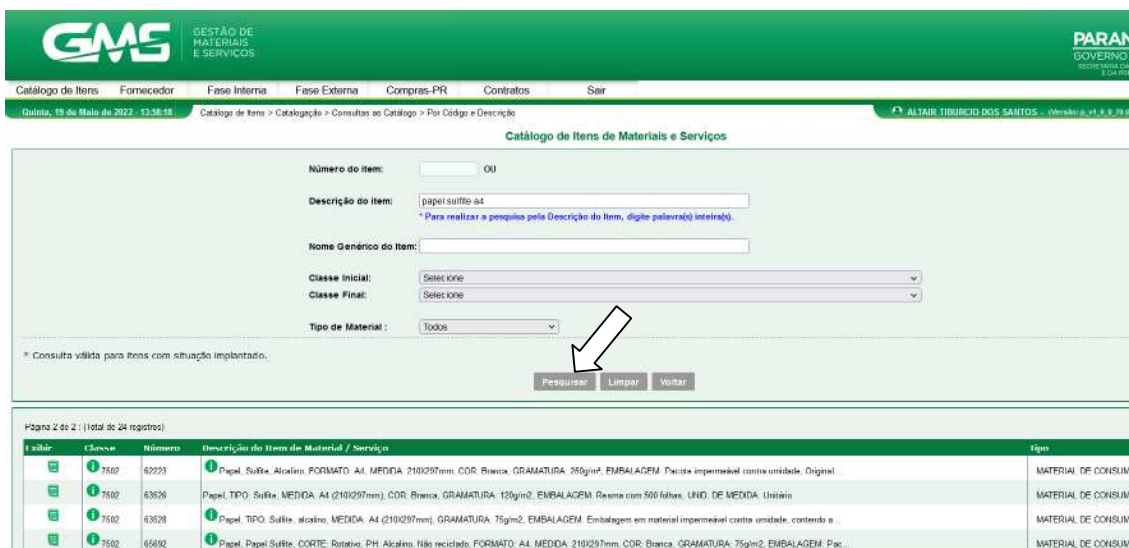 GMS
GESTÃO DE
MATERIAIS
E SERVIÇOS
PARAN
GOVERNO
Catálogo de Itens Fornecedor Fase Interna Fase Externa Compras-PR Contratos Sair
Quinta, 19 de Maio de 2022 - 13:58:18 Catálogo de Itens > Catalogação > Consultas ao Catálogo > Por Código e Descrição ALTAIR TIBURCIO DOS SANTOS
Catálogo de Itens de Materiais e Serviços
Número do item: OU
Descrição do item: papel sulfite a4
* Para realizar a pesquisa pela Descrição do Item, digite palavra(s) inteira(s).
Nome Genérico do Item:
Classe Inicial: Selecione
Classe Final: Selecione
Tipo de Material : Todos
* Consulta válida para itens com situação implantado.
Pesquisar Limpar Voltar
Página 2 de 2 : (Total de 24 registros)
Exibir Classe Número Descrição do Item de Material / Serviço Tipo
7502 62223 Papel, Sulfite, Alcalino, FORMATO: A4, MEDIDA: 210X297mm, COR: Branca, GRAMATURA: 250g/m², EMBALAGEM: Pacote impermeável contra umidade, Original ... MATERIAL DE CONSUM
7502 63526 Papel, TIPO: Sulfite, MEDIDA: A4 (210X297mm), COR: Branca, GRAMATURA: 120g/m2, EMBALAGEM: Resma com 500 folhas, UNID. DE MEDIDA: Unitário MATERIAL DE CONSUM
7502 63528 Papel, TIPO: Sulfite, alcalino, MEDIDA: A4 (210X297mm), GRAMATURA: 75g/m2, EMBALAGEM: Embalagem em material impermeável contra umidade, contendo a ... MATERIAL DE CONSUM
7502 65692 Papel, Papel Sulfite, CORTE: Rotativo, PH: Alcalino, Não reciclado, FORMATO: A4, MEDIDA: 210X297mm, COR: Branca, GRAMATURA: 75g/m2, EMBALAGEM: Pac... MATERIAL DE CONSUM